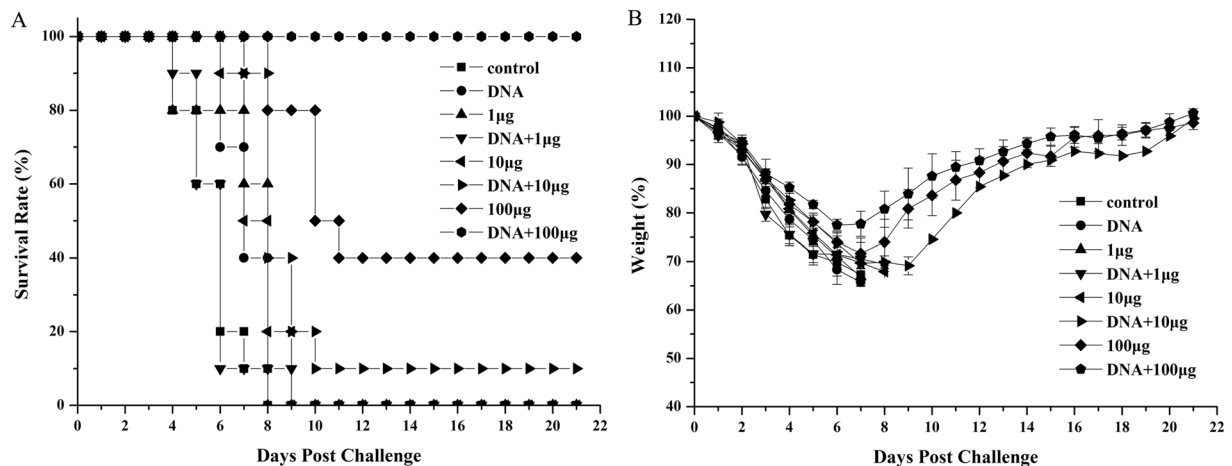 A
Survival Rate (%)
100
80
60
40
20
0
0 2 4 6 8 10 12 14 16 18 20 22
Days Post Challenge
control
DNA
1μg
DNA+1μg
10μg
DNA+10μg
100μg
DNA+100μg
B
Weight (%)
120
110
100
90
80
70
60
50
40
0 2 4 6 8 10 12 14 16 18 20 22
Days Post Challenge
control
DNA
1μg
DNA+1μg
10μg
DNA+10μg
100μg
DNA+100μg